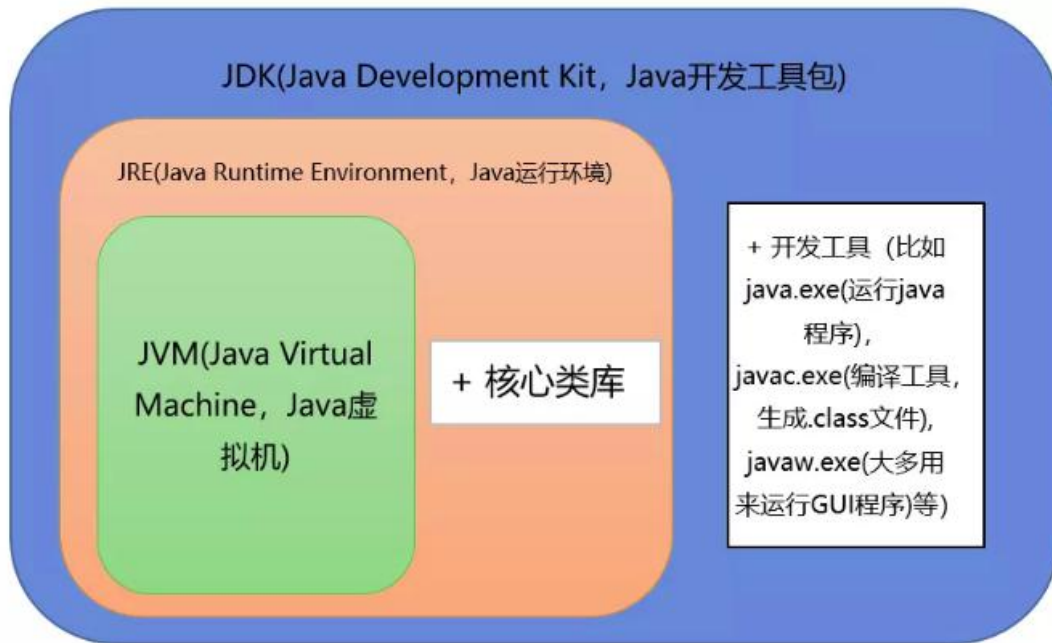 JDK(Java Development Kit，Java开发工具包)
JRE(Java Runtime Environment，Java运行环境)
JVM(Java Virtual
Machine，Java虚
拟机)
+ 核心类库
+ 开发工具（比如
java.exe(运行java
程序)，
javac.exe(编译工具，
生成.class文件),
javaw.exe(大多用
来运行GUI程序)等）